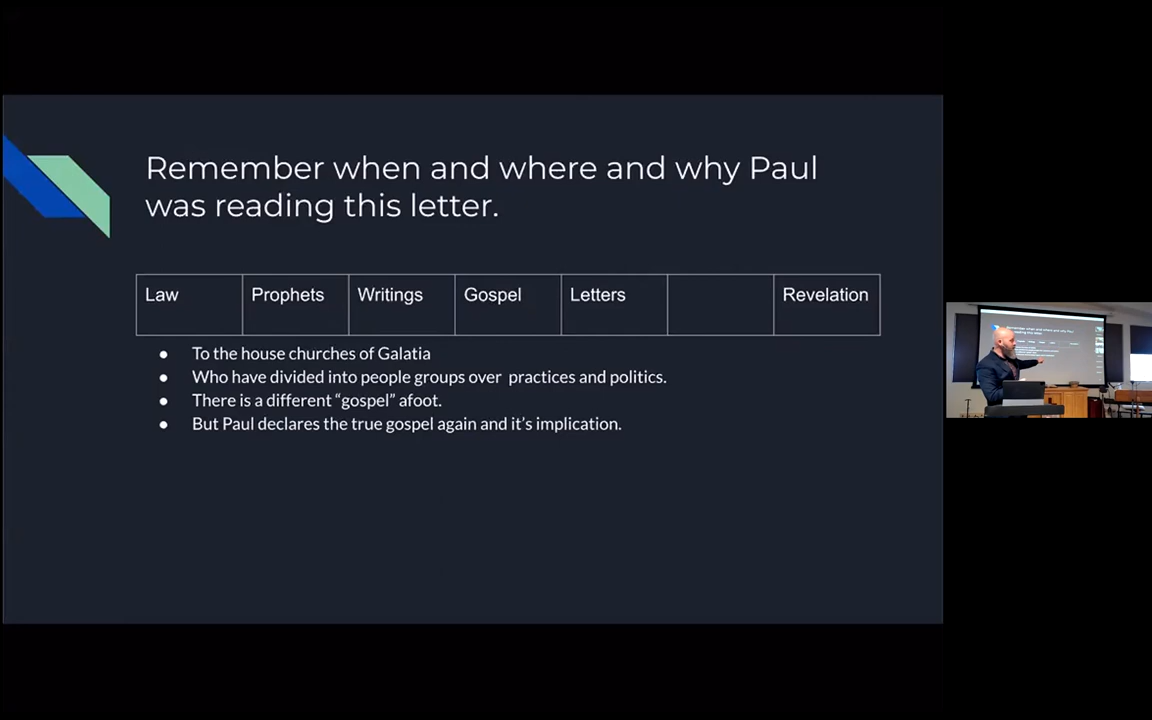 Remember when and where and why Paul
was reading this letter.
Law Prophets Writings Gospel Letters Revelation
● To the house churches of Galatia
● Who have divided into people groups over practices and politics.
● There is a different “gospel” afoot.
● But Paul declares the true gospel again and it’s implication.